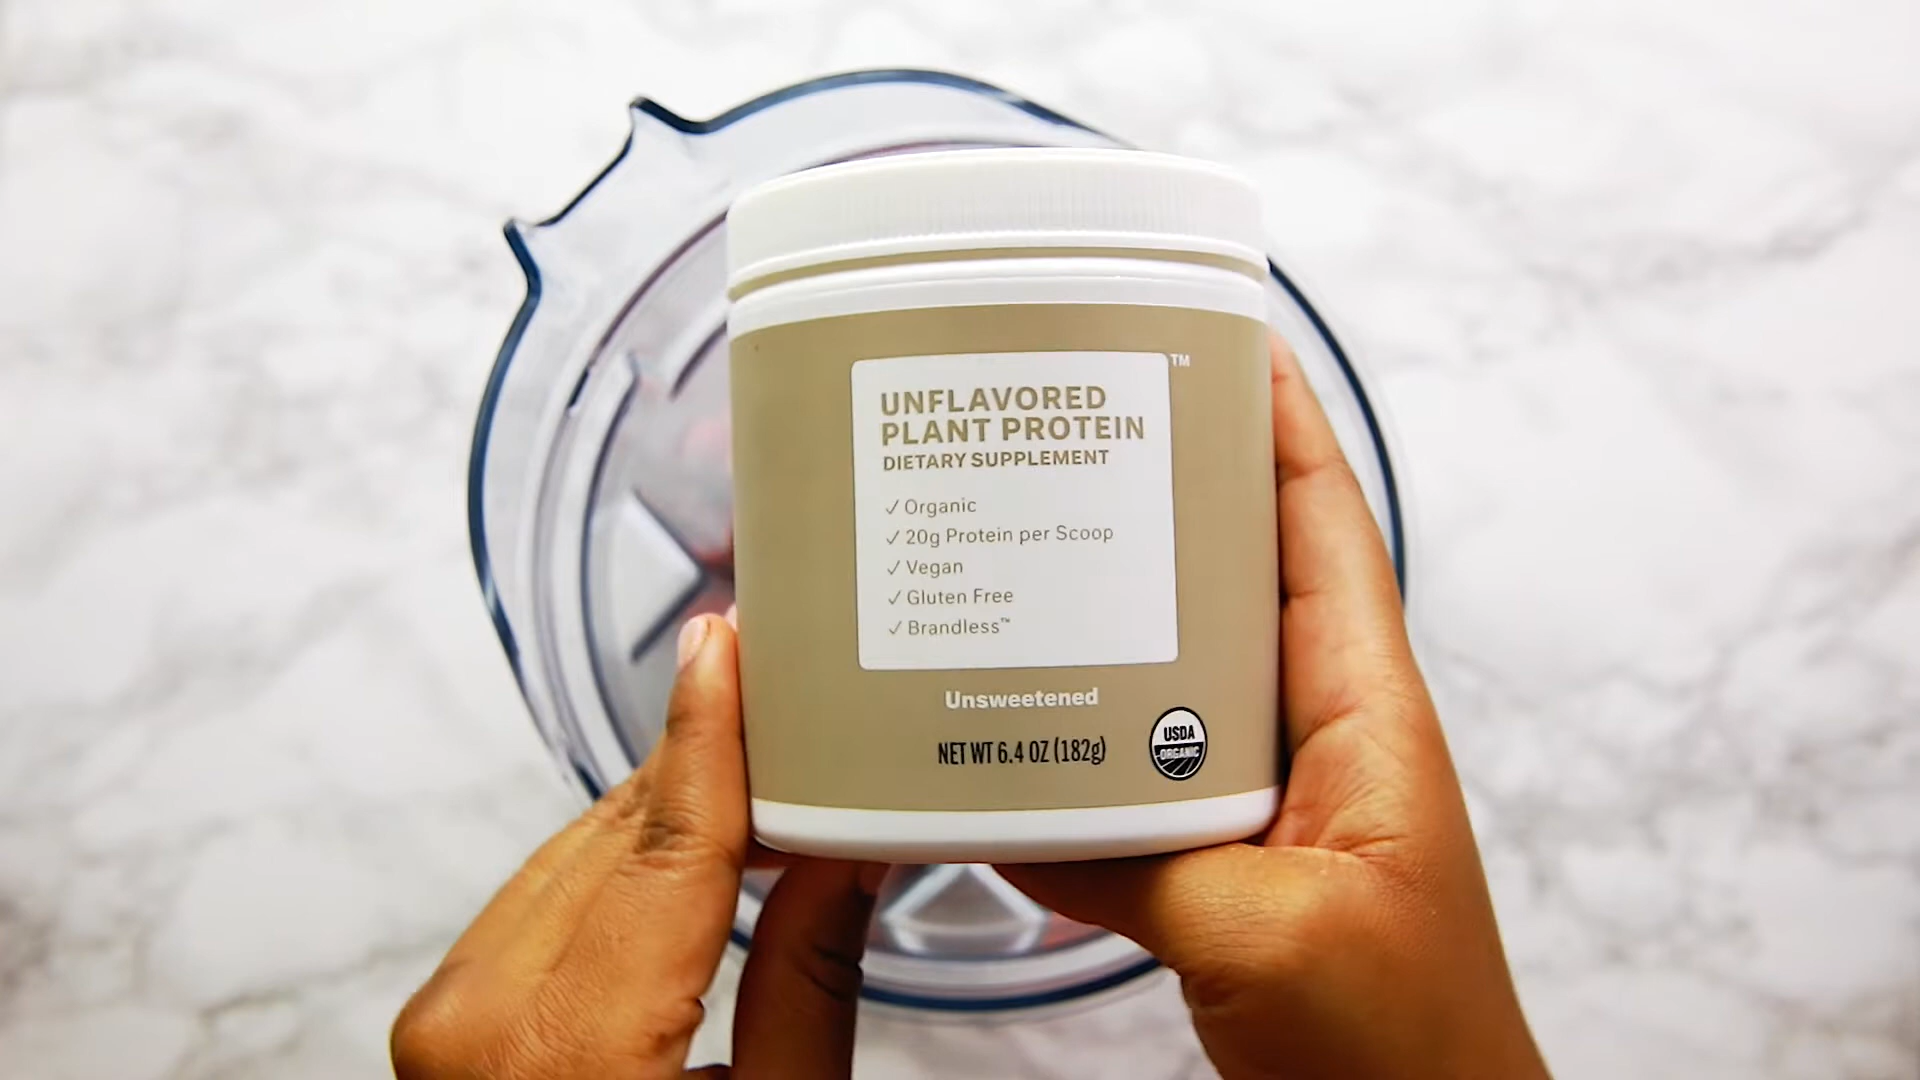 TM
UNFLAVORED
PLANT PROTEIN
DIETARY SUPPLEMENT
✓ Organic
✓ 20g Protein per Scoop
✓ Vegan
✓ Gluten Free
✓ Brandless™
Unsweetened
NET WT 6.4 OZ (182g)
USDA
ORGANIC